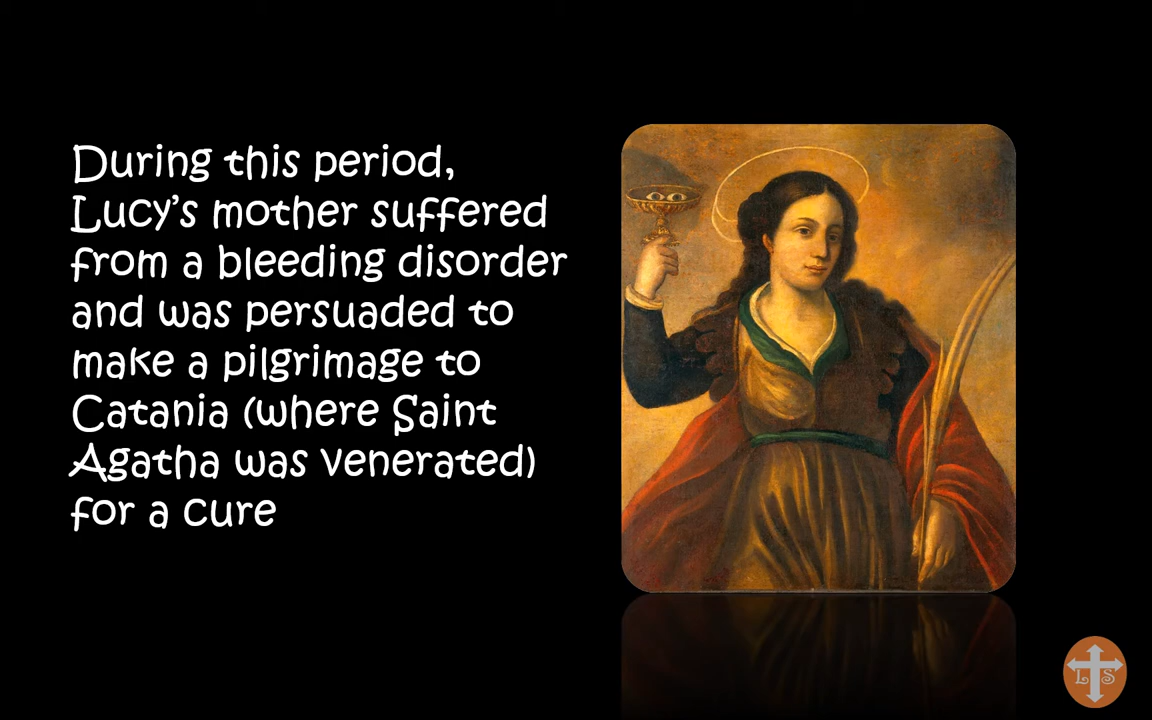 During this period,
Lucy's mother suffered
from a bleeding disorder
and was persuaded to
make a pilgrimage to
Catania (where Saint
Agatha was venerated)
for a cure
L S